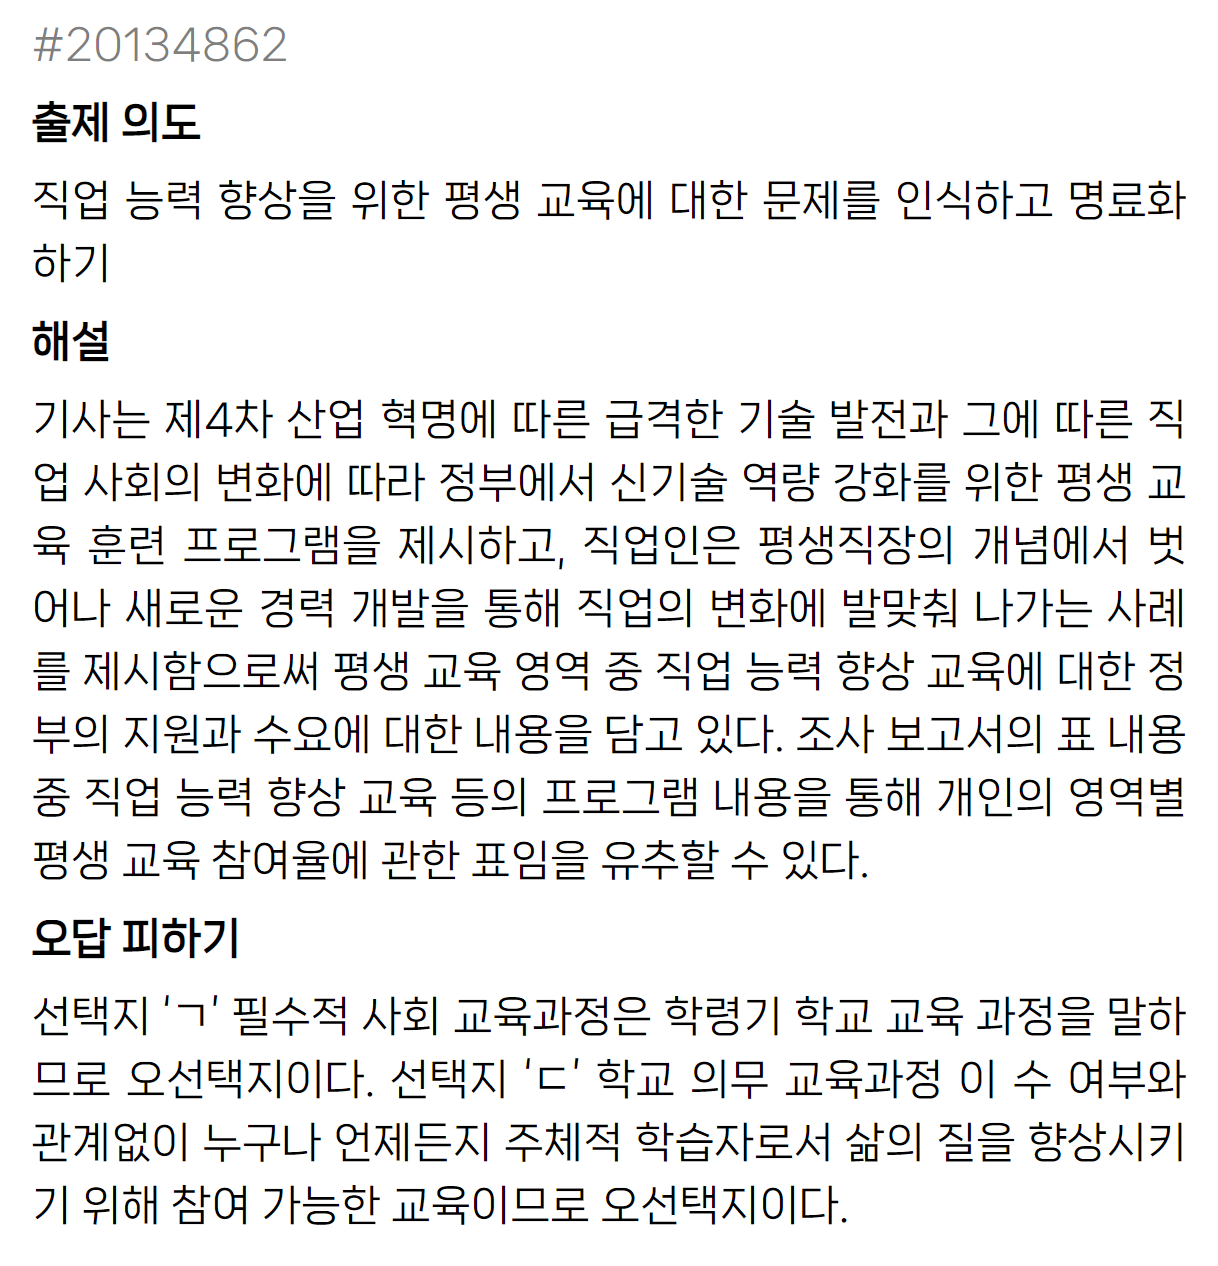 #20134862
출제 의도
직업 능력 향상을 위한 평생 교육에 대한 문제를 인식하고 명료화
하기
해설
기사는 제4차 산업 혁명에 따른 급격한 기술 발전과 그에 따른 직
업 사회의 변화에 따라 정부에서 신기술 역량 강화를 위한 평생 교
육 훈련 프로그램을 제시하고, 직업인은 평생직장의 개념에서 벗
어나 새로운 경력 개발을 통해 직업의 변화에 발맞춰 나가는 사례
를 제시함으로써 평생 교육 영역 중 직업 능력 향상 교육에 대한 정
부의 지원과 수요에 대한 내용을 담고 있다. 조사 보고서의 표 내용
중 직업 능력 향상 교육 등의 프로그램 내용을 통해 개인의 영역별
평생 교육 참여율에 관한 표임을 유추할 수 있다.
오답 피하기
선택지 ‘ㄱ’ 필수적 사회 교육과정은 학령기 학교 교육 과정을 말하
므로 오선택지이다. 선택지 ‘ㄷ’ 학교 의무 교육과정 이 수 여부와
관계없이 누구나 언제든지 주체적 학습자로서 삶의 질을 향상시키
기 위해 참여 가능한 교육이므로 오선택지이다.